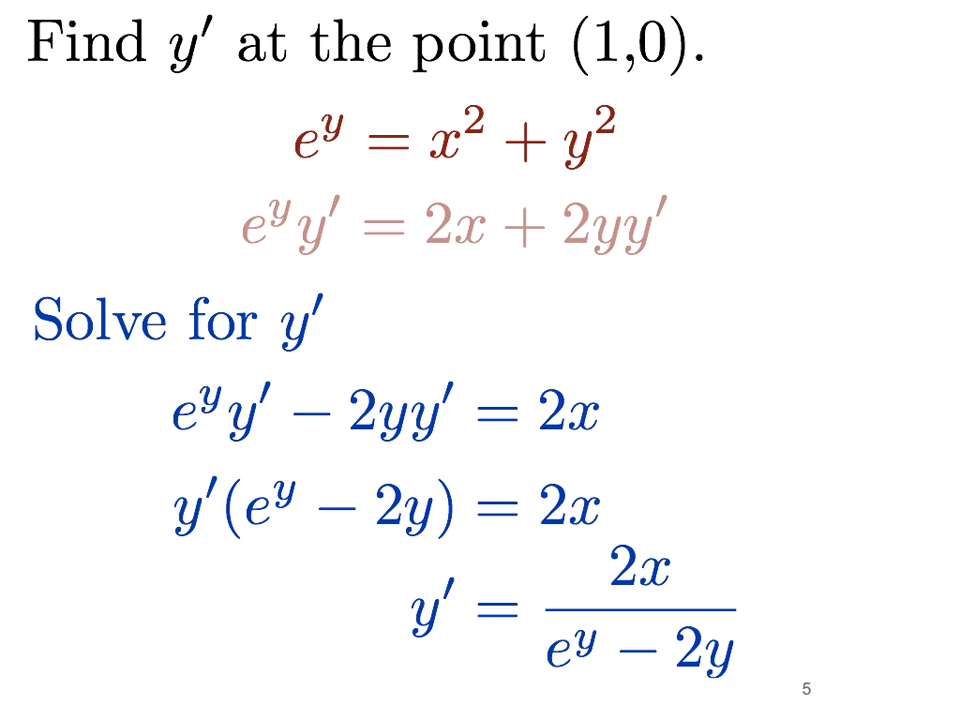 Find y′ at the point (1,0).
e^y = x^2 + y^2
e^y y′ = 2x + 2yy′
Solve for y′
e^y y′ − 2yy′ = 2x
y′(e^y − 2y) = 2x
y′ = \frac{2x}{e^y − 2y}
5